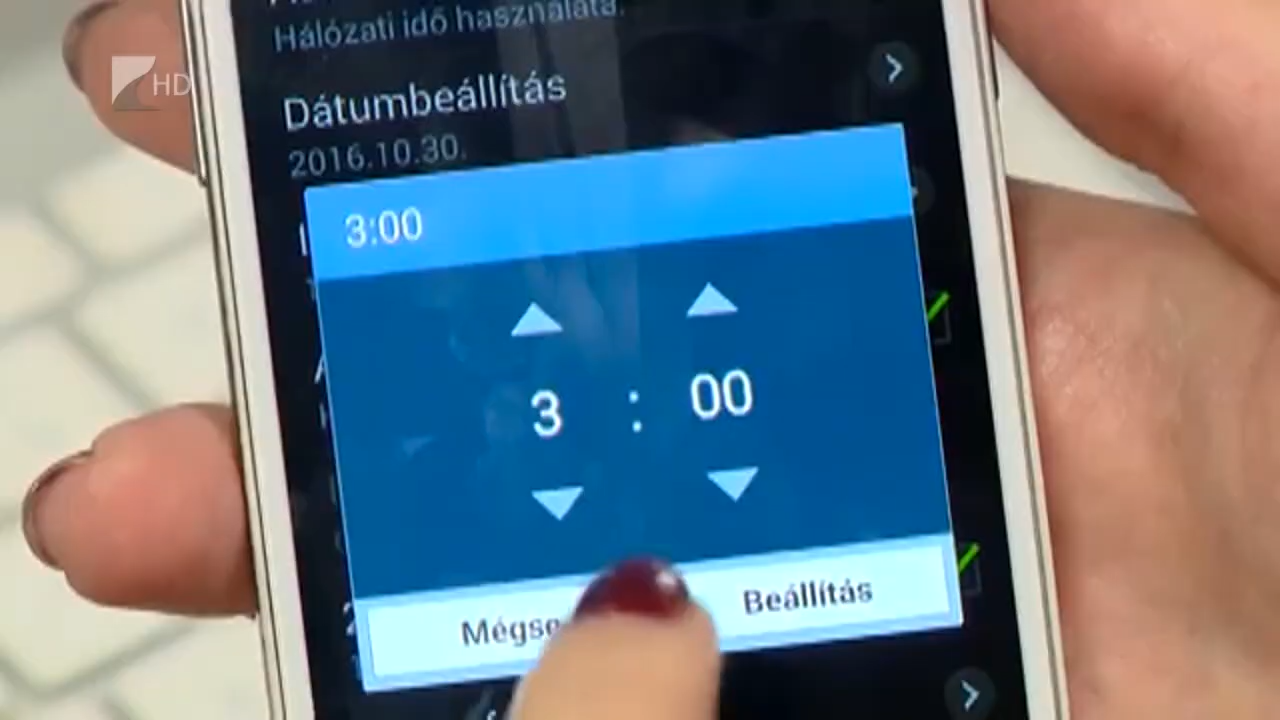 Hálózati idő használata.
HD
Dátumbeállítás
2016.10.30.
3:00
3 : 00
Mégse
Beállítás